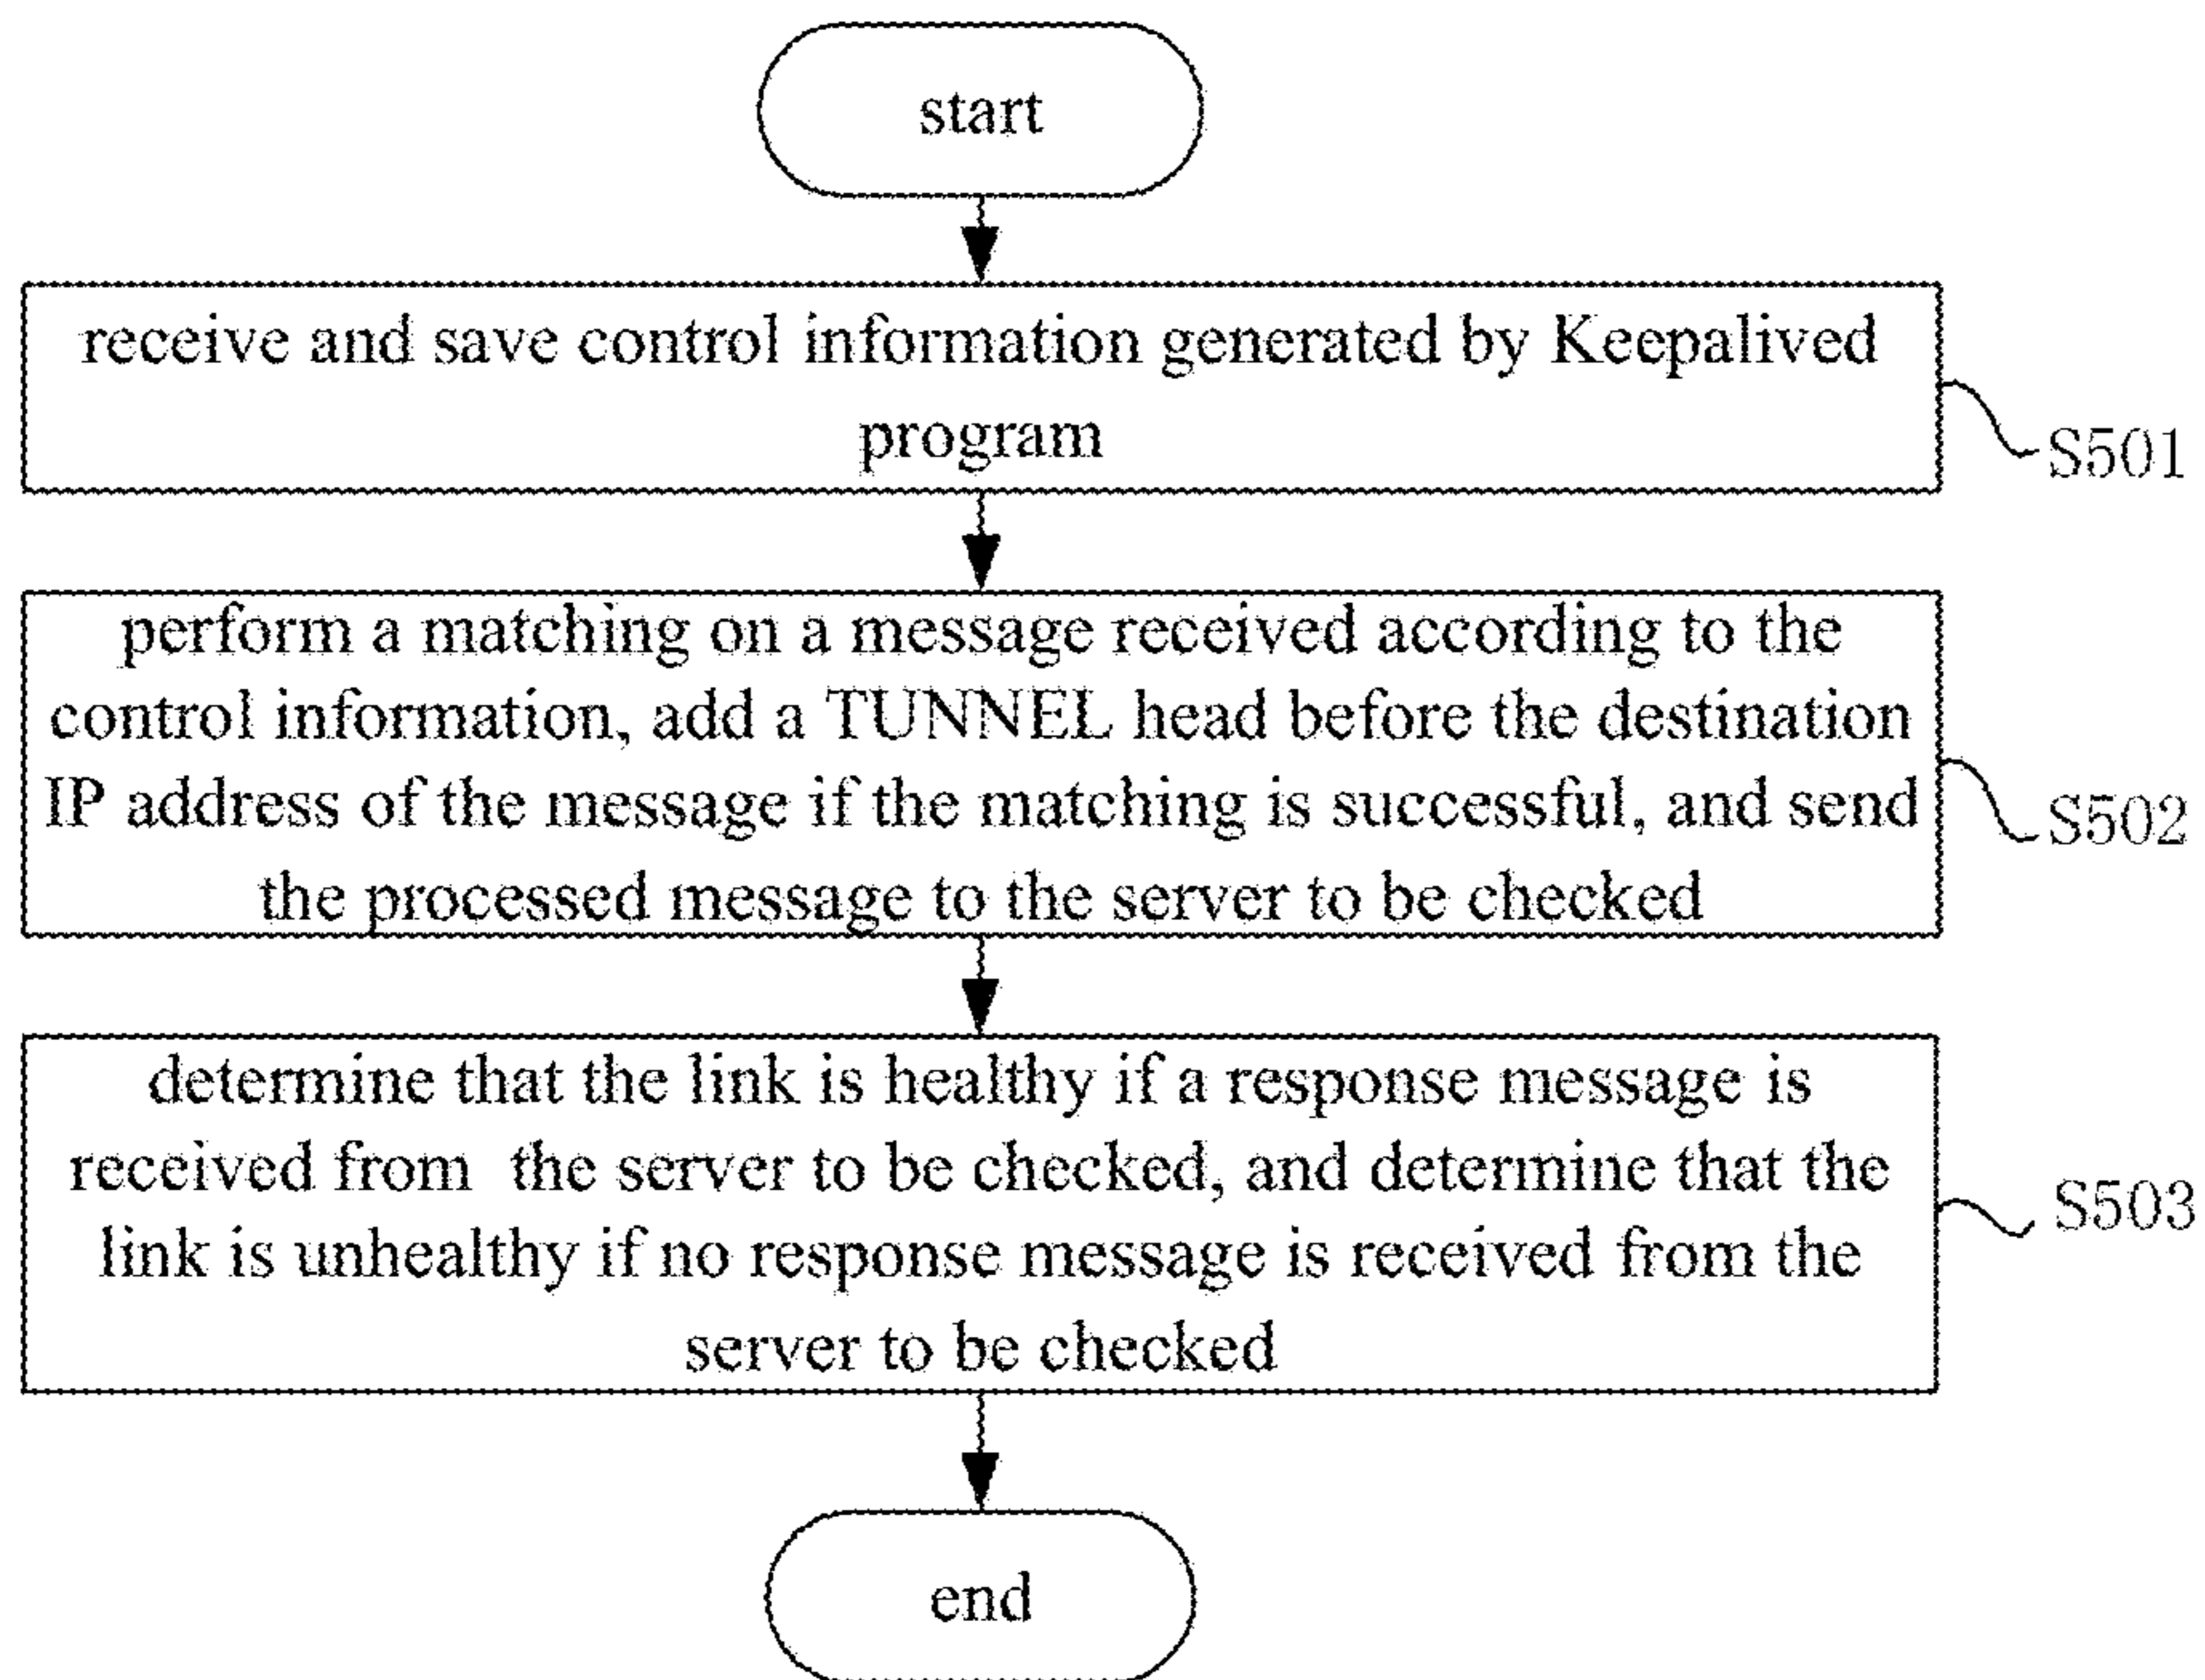 start
receive and save control information generated by Keepalived
program
S501
perform a matching on a message received according to the
control information, add a TUNNEL head before the destination
IP address of the message if the matching is successful, and send
the processed message to the server to be checked
S502
determine that the link is healthy if a response message is
received from the server to be checked, and determine that the
link is unhealthy if no response message is received from the
server to be checked
S503
end